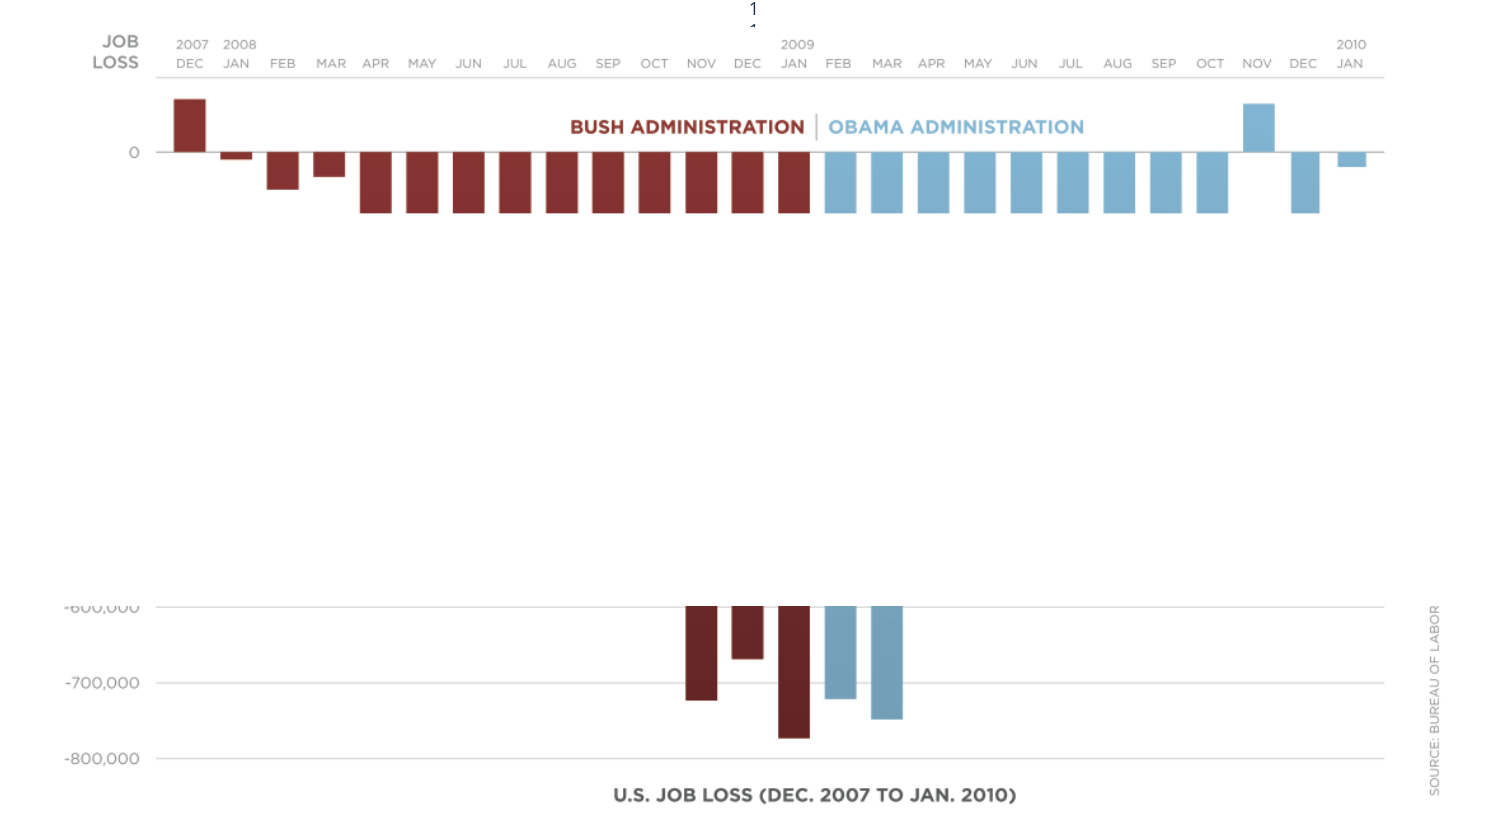 1
JOB
LOSS
2007 2008 2009 2010
DEC JAN FEB MAR APR MAY JUN JUL AUG SEP OCT NOV DEC JAN FEB MAR APR MAY JUN JUL AUG SEP OCT NOV DEC JAN
BUSH ADMINISTRATION OBAMA ADMINISTRATION
0
-600,000
-700,000
-800,000
U.S. JOB LOSS (DEC. 2007 TO JAN. 2010)
SOURCE: BUREAU OF LABOR